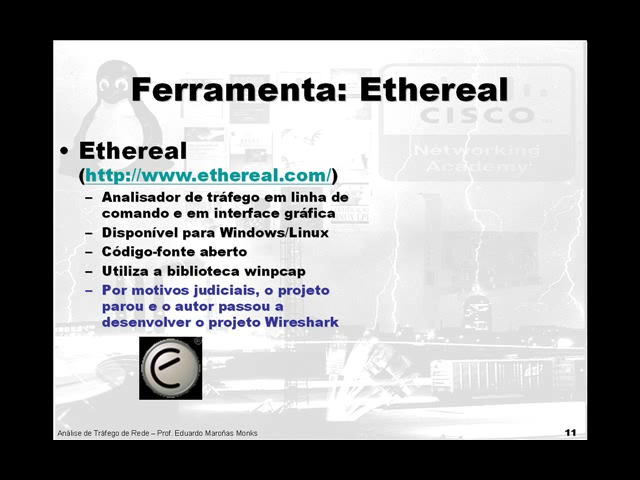 Ferramenta: Ethereal
CISCO
Networking
Academy
• Ethereal
(http://www.ethereal.com/)
– Analisador de tráfego em linha de
comando e em interface gráfica
– Disponível para Windows/Linux
– Código-fonte aberto
– Utiliza a biblioteca winpcap
– Por motivos judiciais, o projeto
parou e o autor passou a
desenvolver o projeto Wireshark
Análise de Tráfego de Rede – Prof. Eduardo Maroñas Monks
11